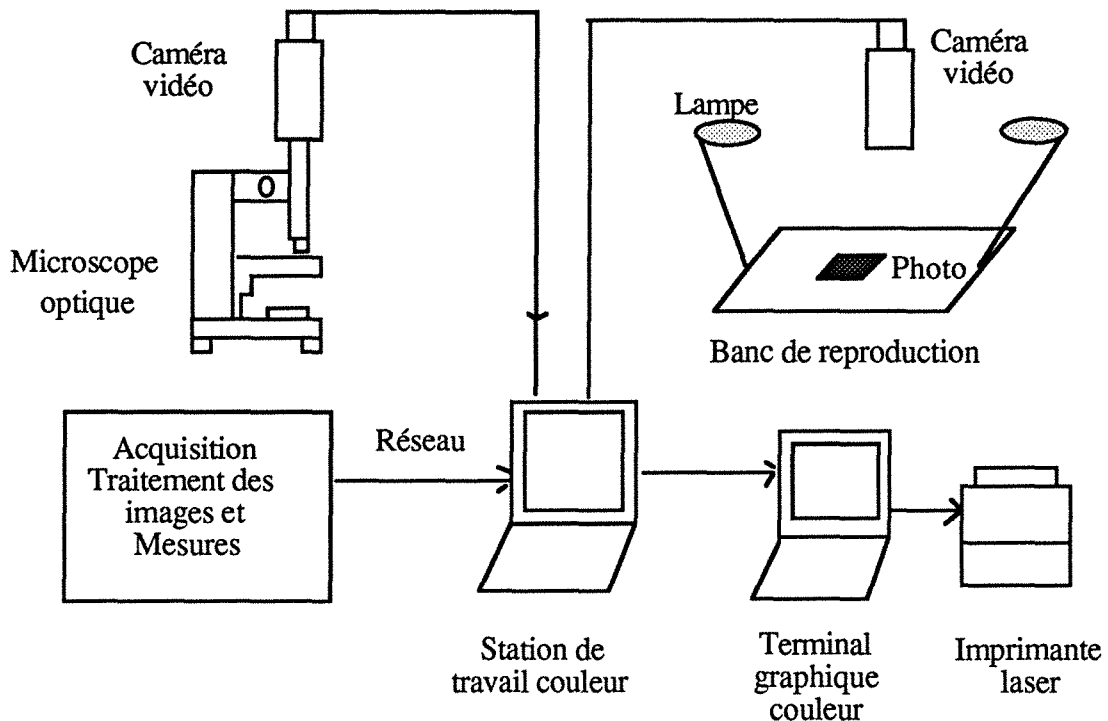 Caméra
vidéo
Caméra
vidéo
Lampe
Microscope
optique
Photo
Banc de reproduction
Acquisition
Traitement des
images et
Mesures
Réseau
Station de
travail couleur
Terminal
graphique
couleur
Imprimante
laser